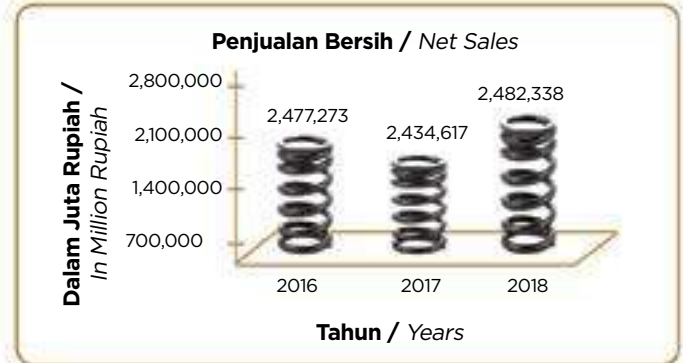 Penjualan Bersih / Net Sales
Dalam Juta Rupiah /
In Million Rupiah
2,800,000
2,100,000
1,400,000
700,000
2,477,273
2,434,617
2,482,338
2016
2017
2018
Tahun / Years